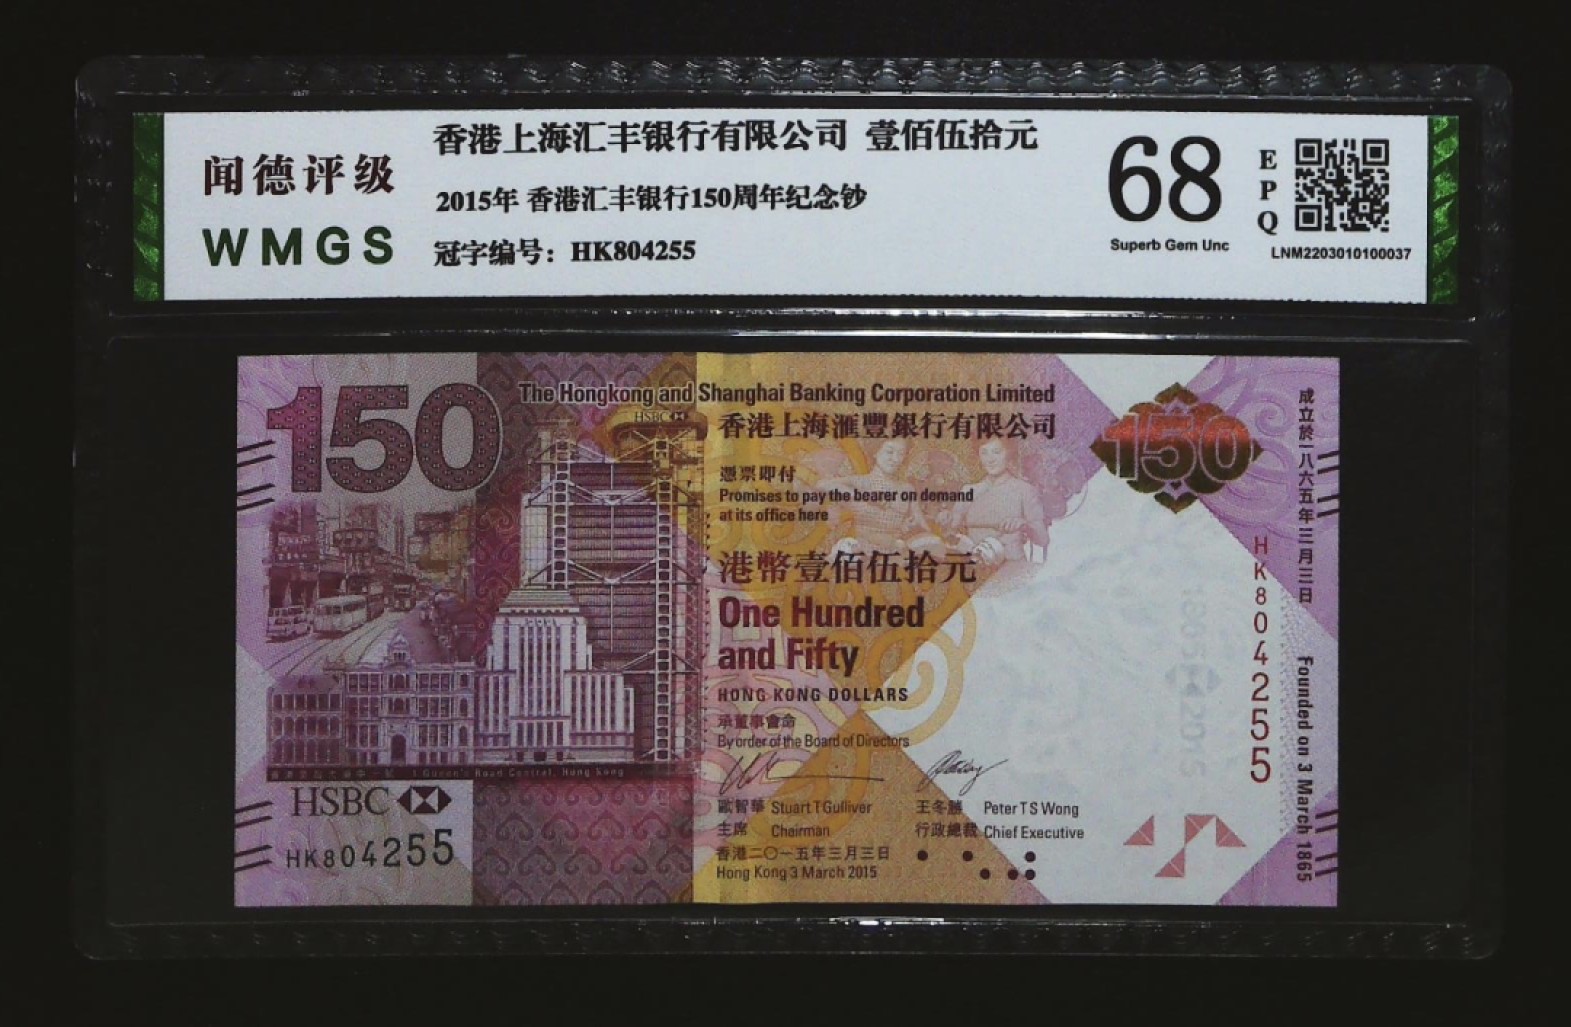 香港上海汇丰银行有限公司 壹佰伍拾元
闻德评级
2015年 香港汇丰银行150周年纪念钞
WMGS
冠字编号：HK804255
68
Superb Gem Unc
EPQ
LNM2203010100037
150
The Hongkong and Shanghai Banking Corporation Limited
HSBC
香港上海滙豐銀行有限公司
150
憑票即付
Promises to pay the bearer on demand
at its office here
港幣壹佰伍拾元
One Hundred
and Fifty
HONG KONG DOLLARS
承董事會命
By order of the Board of Directors
歐智華 Stuart T Gulliver
主席 Chairman
王冬勝 Peter T S Wong
行政總裁 Chief Executive
香港二〇一五年三月三日
Hong Kong 3 March 2015
1 Queen's Road Central, Hong Kong
HSBC
HK804255
HK804255
成立於一八六五年三月三日
Founded on 3 March 1865